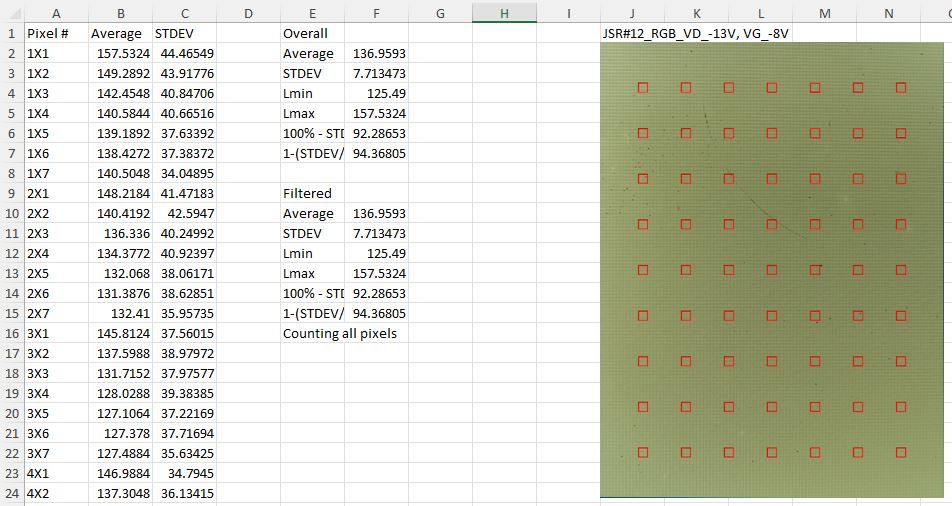 A B C D E F G H I J K L M N
1 Pixel # Average STDEV Overall JSR#12_RGB_VD_-13V, VG_-8V
2 1X1 157.5324 44.46549 Average 136.9593
3 1X2 149.2892 43.91776 STDEV 7.713473
4 1X3 142.4548 40.84706 Lmin 125.49
5 1X4 140.5844 40.66516 Lmax 157.5324
6 1X5 139.1892 37.63392 100% - STD 92.28653
7 1X6 138.4272 37.38372 1-(STDEV/ 94.36805
8 1X7 140.5048 34.04895
9 2X1 148.2184 41.47183 Filtered
10 2X2 140.4192 42.5947 Average 136.9593
11 2X3 136.336 40.24992 STDEV 7.713473
12 2X4 134.3772 40.92397 Lmin 125.49
13 2X5 132.068 38.06171 Lmax 157.5324
14 2X6 131.3876 38.62851 100% - STD 92.28653
15 2X7 132.41 35.95735 1-(STDEV/ 94.36805
16 3X1 145.8124 37.56015 Counting all pixels
17 3X2 137.5988 38.97972
18 3X3 131.7152 37.97577
19 3X4 128.0288 39.38385
20 3X5 127.1064 37.22169
21 3X6 127.378 37.71694
22 3X7 127.4884 35.63425
23 4X1 146.9884 34.7945
24 4X2 137.3048 36.13415